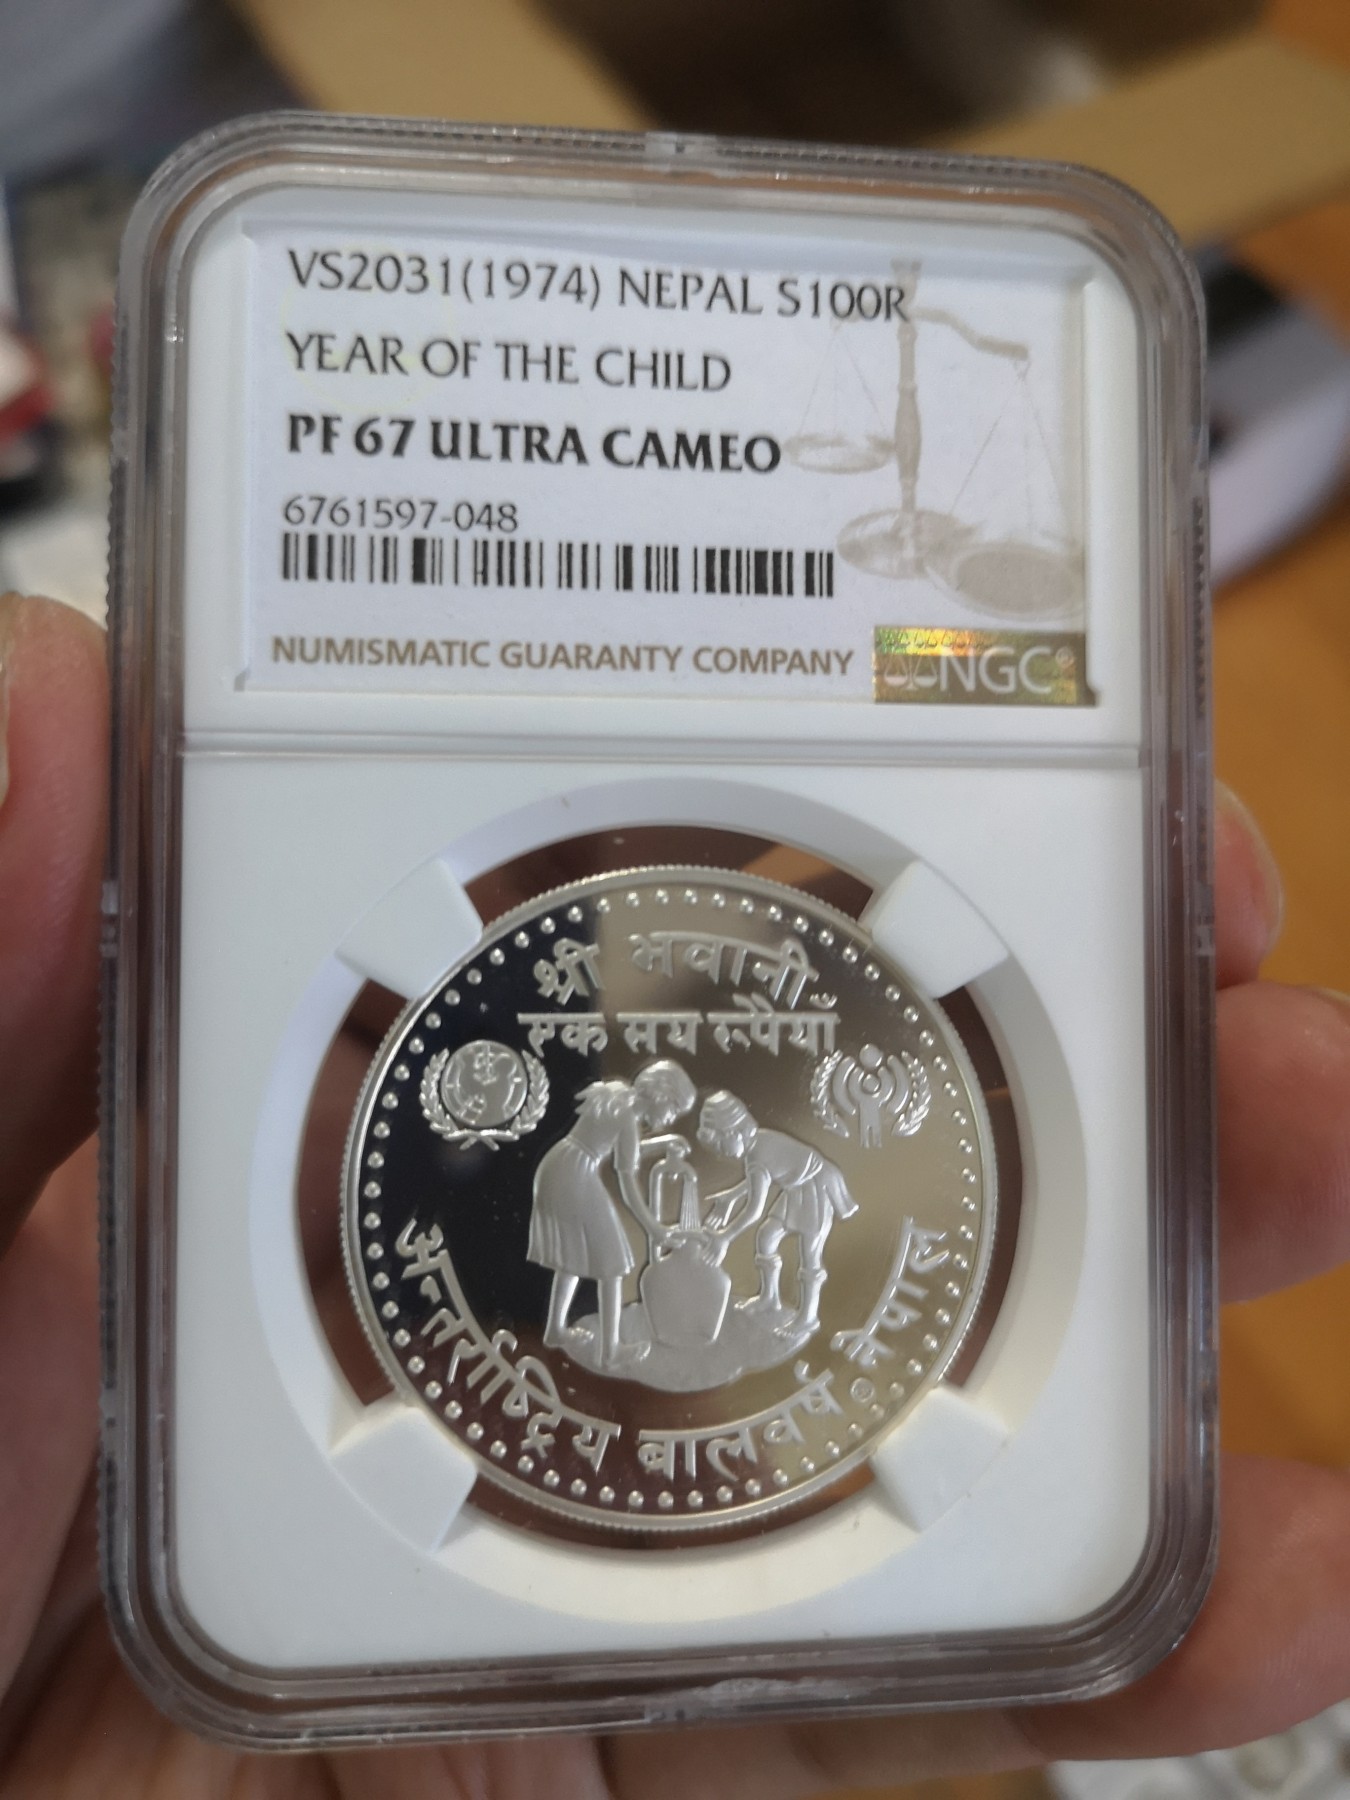 VS2031(1974) NEPAL S100R
YEAR OF THE CHILD
PF 67 ULTRA CAMEO
6761597-048
NUMISMATIC GUARANTY COMPANY
NGC®
श्री भवानी
एक सय रूपैयाँ
अन्तर्राष्ट्रिय बालवर्ष नेपाल